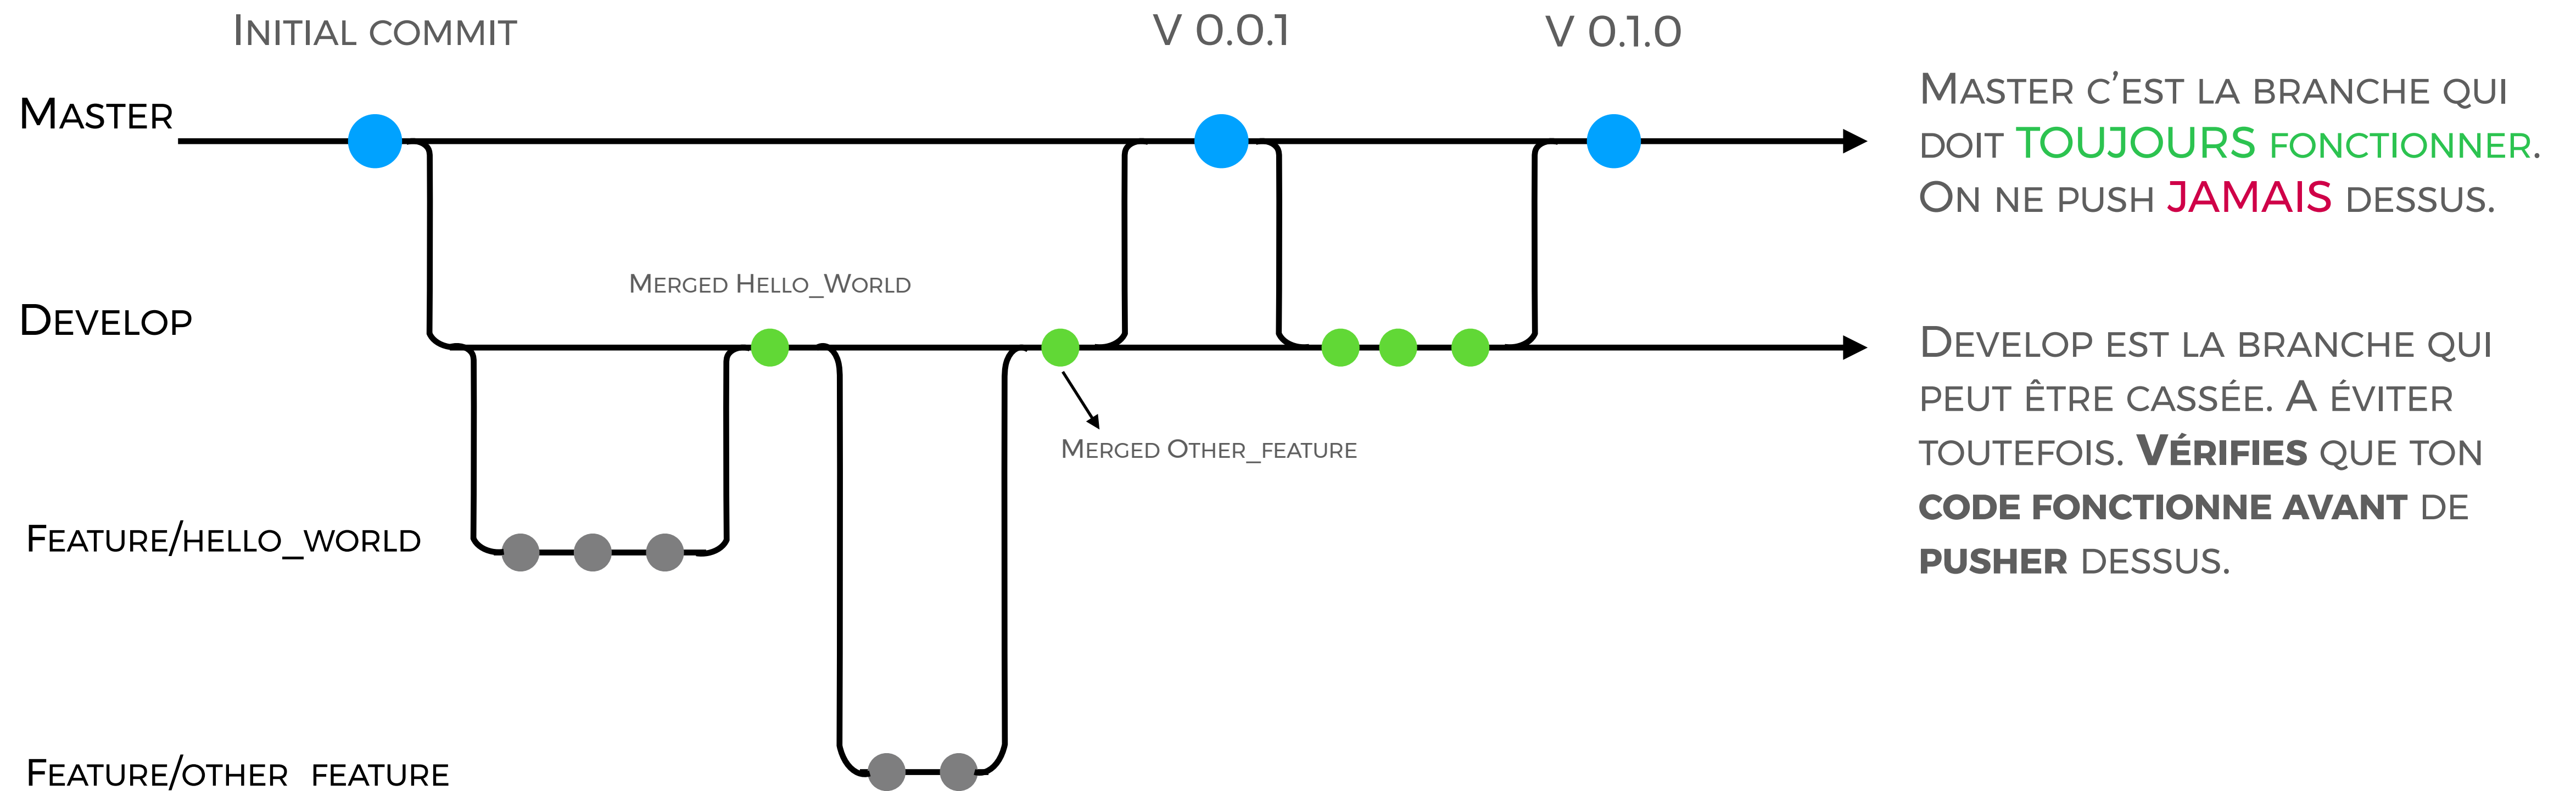 Initial commit
V 0.0.1
V 0.1.0
Master
Master c'est la branche qui
doit TOUJOURS fonctionner.
On ne push JAMAIS dessus.
Merged Hello_World
Develop
Develop est la branche qui
peut être cassée. A éviter
toutefois. Vérifies que ton
code fonctionne avant de
pusher dessus.
Merged Other_feature
Feature/hello_world
Feature/other_feature